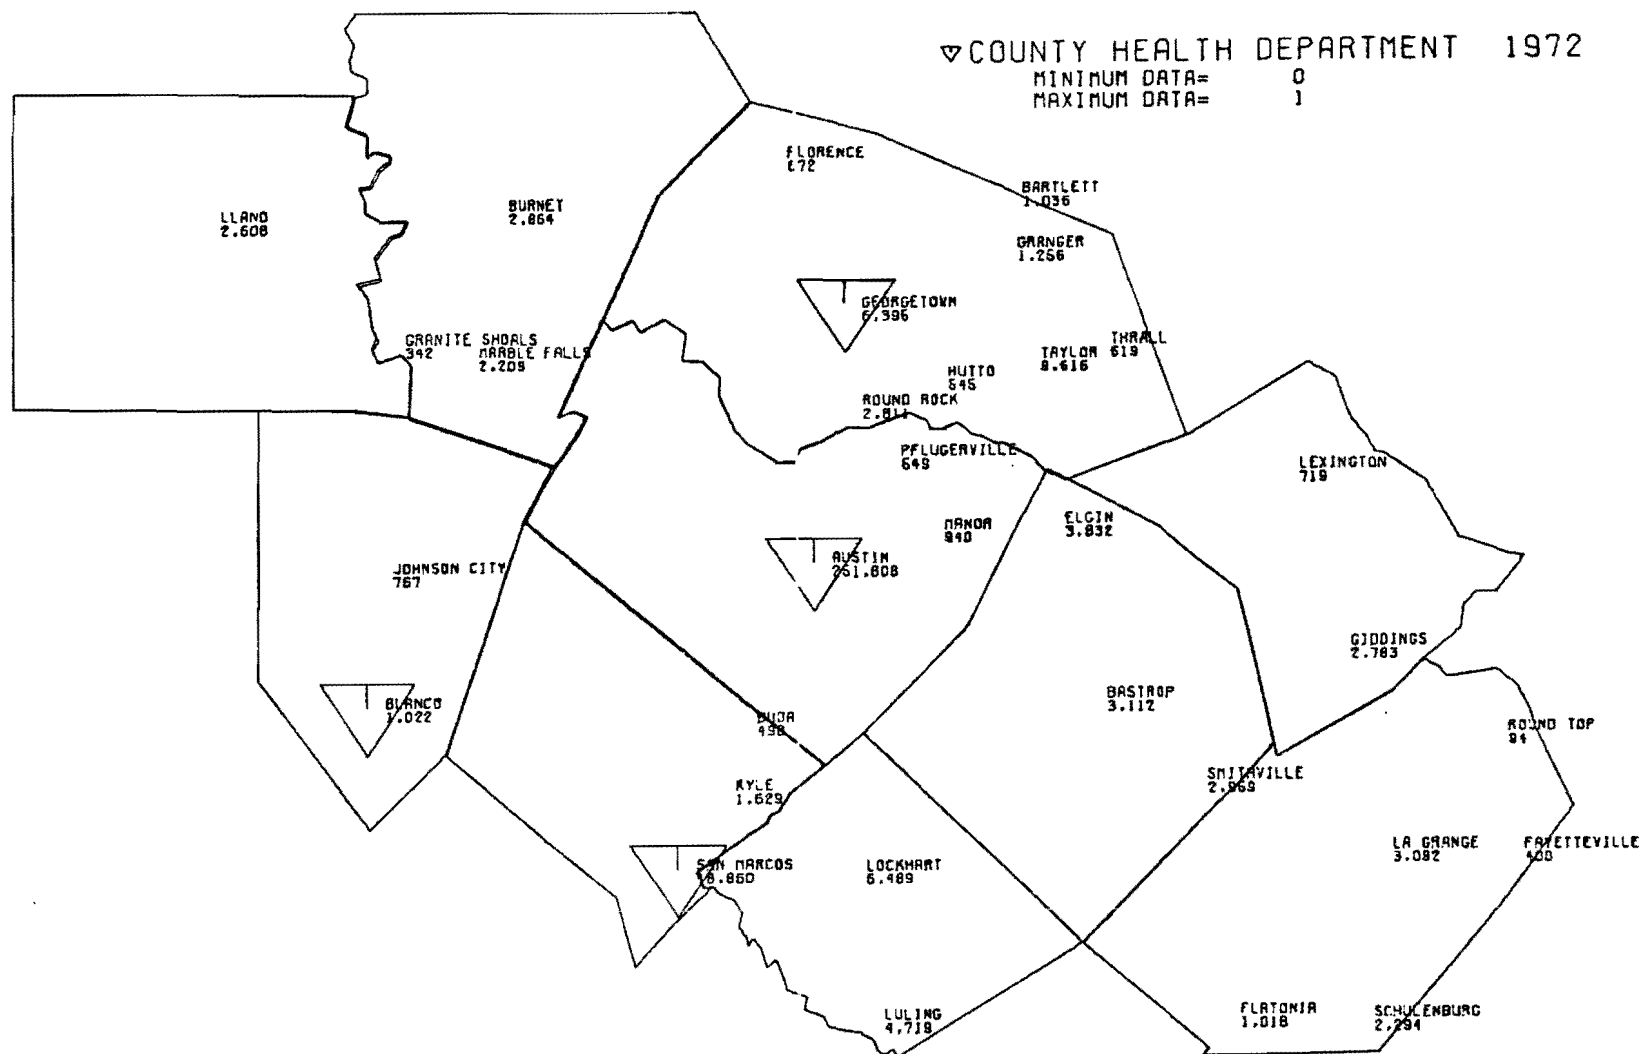 COUNTY HEALTH DEPARTMENT 1972
MINIMUM DATA= 0
MAXIMUM DATA= 1
FLORENCE
672
BARTLETT
1.036
LLANO
2.608
BURNET
2.864
GRANGER
1.256
GEORGETOWN
6.395
GRANITE SHOALS
342
MARBLE FALLS
2.209
THRALL
619
TAYLOR
9.616
HUTTO
545
ROUND ROCK
2.811
PFLUGERVILLE
549
LEXINGTON
719
MANOR
940
ELGIN
3.832
AUSTIN
251.808
JOHNSON CITY
767
GIDDINGS
2.783
BLANCO
1.022
BASTROP
3.112
BUDA
498
ROUND TOP
94
SMITHVILLE
2.969
KYLE
1.629
LA GRANGE
3.092
FAYETTEVILLE
400
SAN MARCOS
LOCKHART
6.489
LULING
4.719
FLATONIA
1.018
SCHULENBURG
2.294